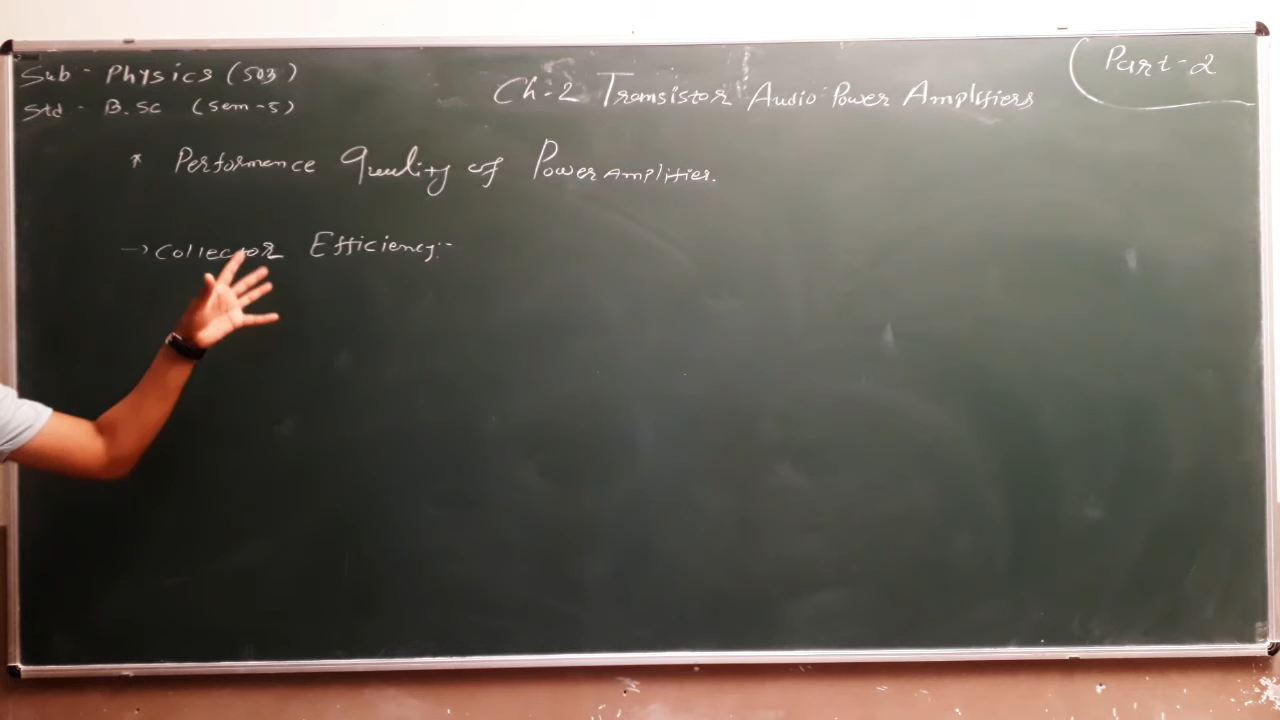 Sub - Physics (503)
Std - B.Sc (Sem-5)
Ch-2 Transistor Audio Power Amplifiers
Part-2
* Performence Quality of Power amplifier.
→ Collector Efficiency:-